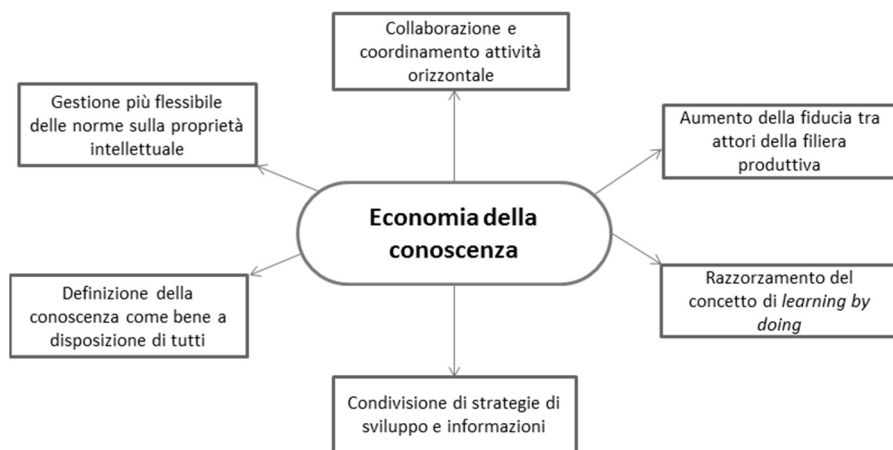 Collaborazione e
coordinamento attività
orizzontale
Gestione più flessibile
delle norme sulla proprietà
intellettuale
Aumento della fiducia tra
attori della filiera
produttiva
Economia della
conoscenza
Definizione della
conoscenza come bene a
disposizione di tutti
Razzorzamento del
concetto di learning by
doing
Condivisione di strategie di
sviluppo e informazioni